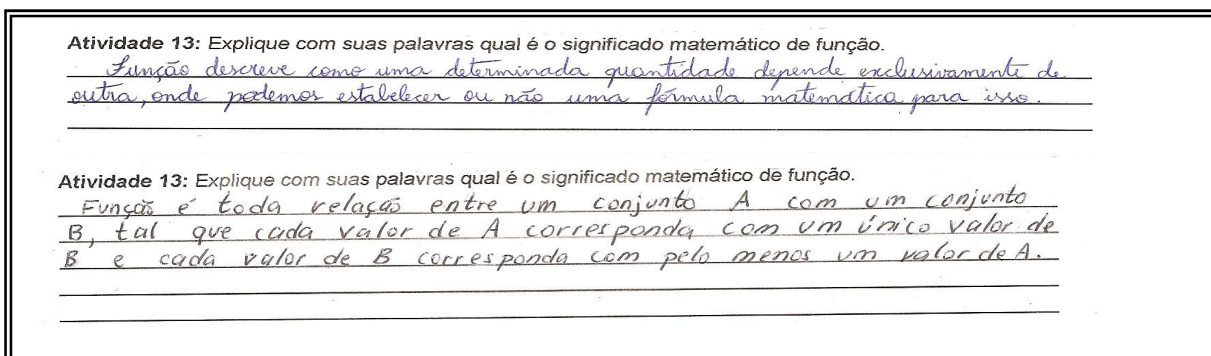 Atividade 13: Explique com suas palavras qual é o significado matemático de função.
Função descreve como uma determinada quantidade depende exclusivamente de
outra, onde podemos estabelecer ou não uma fórmula matemática para isso.
Atividade 13: Explique com suas palavras qual é o significado matemático de função.
Função é toda relação entre um conjunto A com um conjunto
B, tal que cada valor de A corresponda com um único valor de
B e cada valor de B corresponda com pelo menos um valor de A.